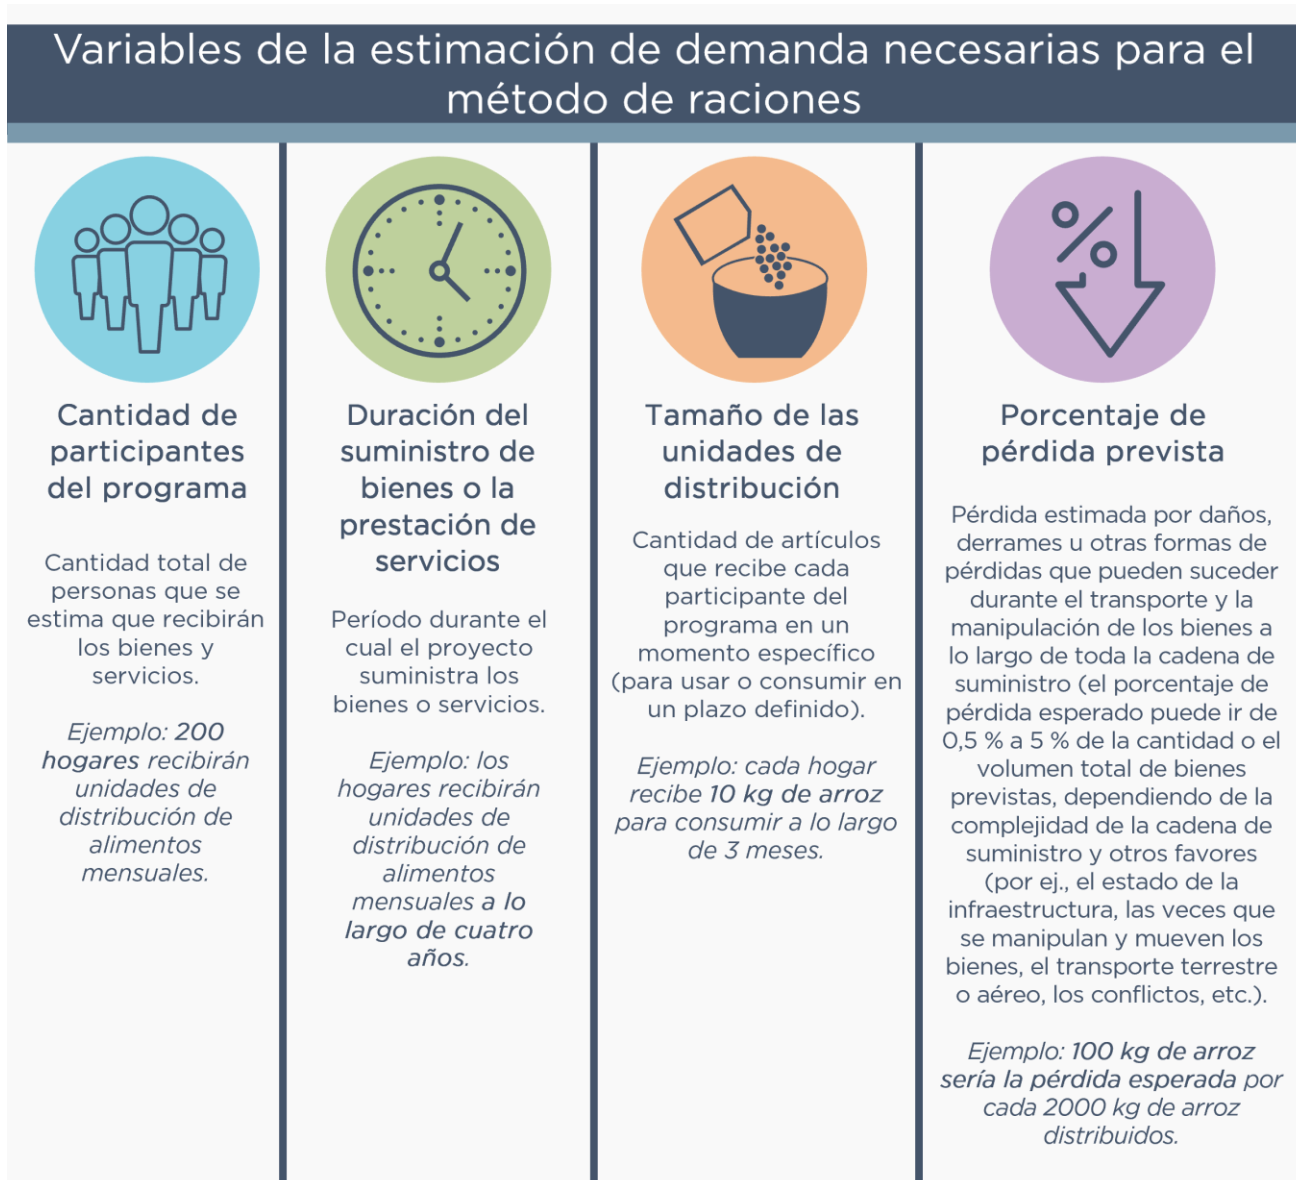 Variables de la estimación de demanda necesarias para el
método de raciones
Cantidad de
participantes
del programa
Cantidad total de
personas que se
estima que recibirán
los bienes y
servicios.
Ejemplo: 200
hogares recibirán
unidades de
distribución de
alimentos
mensuales.
Duración del
suministro de
bienes o la
prestación de
servicios
Período durante el
cual el proyecto
suministra los
bienes o servicios.
Ejemplo: los
hogares recibirán
unidades de
distribución de
alimentos
mensuales a lo
largo de cuatro
años.
Tamaño de las
unidades de
distribución
Cantidad de artículos
que recibe cada
participante del
programa en un
momento específico
(para usar o consumir en
un plazo definido).
Ejemplo: cada hogar
recibe 10 kg de arroz
para consumir a lo largo
de 3 meses.
%
Porcentaje de
pérdida prevista
Pérdida estimada por daños,
derrames u otras formas de
pérdidas que pueden suceder
durante el transporte y la
manipulación de los bienes a
lo largo de toda la cadena de
suministro (el porcentaje de
pérdida esperado puede ir de
0,5 % a 5 % de la cantidad o el
volumen total de bienes
previstas, dependiendo de la
complejidad de la cadena de
suministro y otros favores
(por ej., el estado de la
infraestructura, las veces que
se manipulan y mueven los
bienes, el transporte terrestre
o aéreo, los conflictos, etc.).
Ejemplo: 100 kg de arroz
sería la pérdida esperada por
cada 2000 kg de arroz
distribuidos.